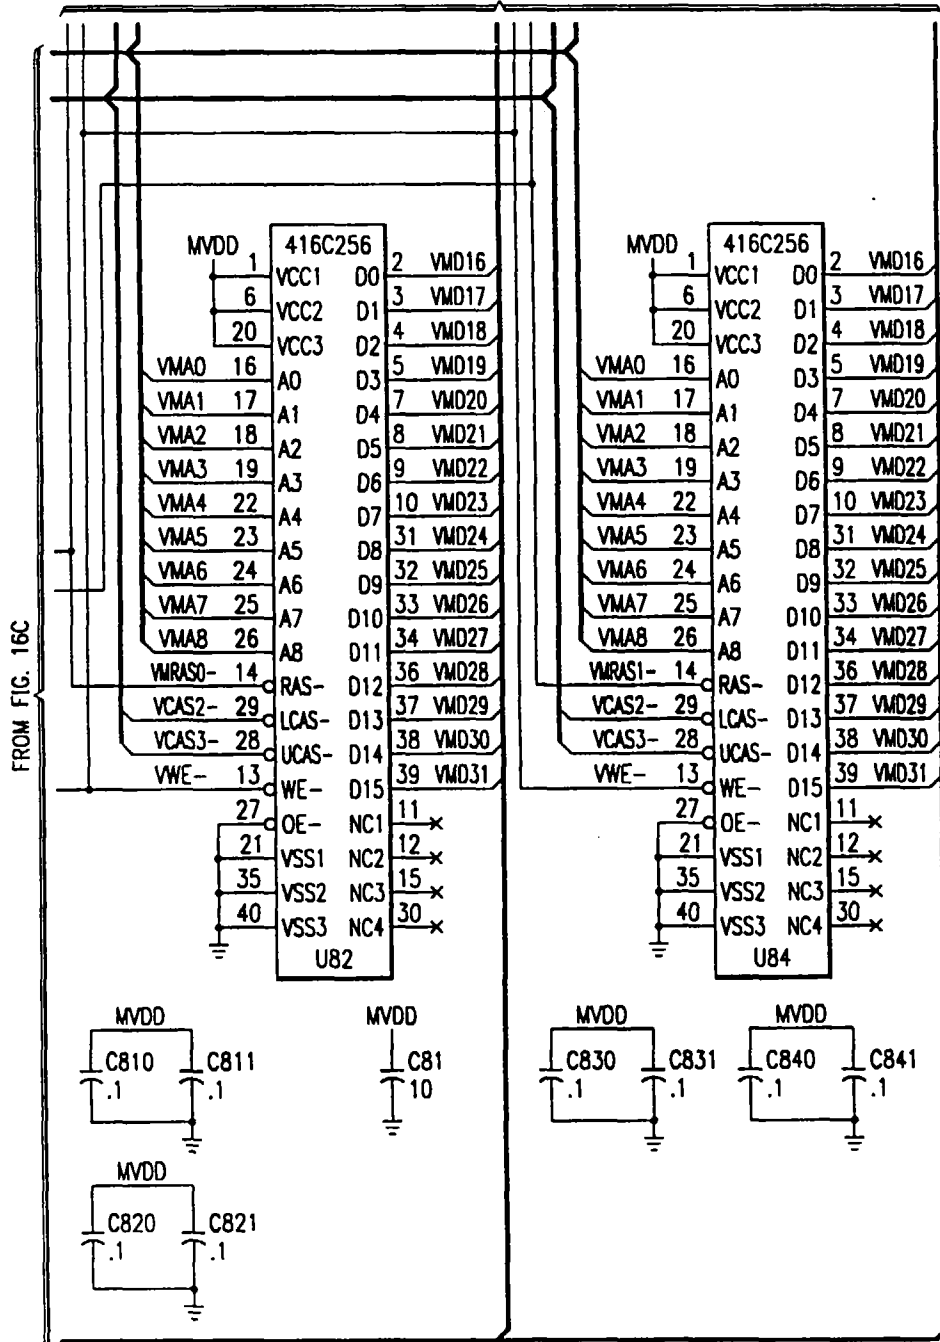 FROM FIG. 16C
MVDD 416C256
1 VCC1 D0 2 VMD16
6 VCC2 D1 3 VMD17
20 VCC3 D2 4 VMD18
VMA0 16 A0 D3 5 VMD19
VMA1 17 A1 D4 7 VMD20
VMA2 18 A2 D5 8 VMD21
VMA3 19 A3 D6 9 VMD22
VMA4 22 A4 D7 10 VMD23
VMA5 23 A5 D8 31 VMD24
VMA6 24 A6 D9 32 VMD25
VMA7 25 A7 D10 33 VMD26
VMA8 26 A8 D11 34 VMD27
VMRAS0- 14 RAS- D12 36 VMD28
VCAS2- 29 LCAS- D13 37 VMD29
VCAS3- 28 UCAS- D14 38 VMD30
VWE- 13 WE- D15 39 VMD31
27 OE- NC1 11
21 VSS1 NC2 12
35 VSS2 NC3 15
40 VSS3 NC4 30
U82
MVDD 416C256
1 VCC1 D0 2 VMD16
6 VCC2 D1 3 VMD17
20 VCC3 D2 4 VMD18
VMA0 16 A0 D3 5 VMD19
VMA1 17 A1 D4 7 VMD20
VMA2 18 A2 D5 8 VMD21
VMA3 19 A3 D6 9 VMD22
VMA4 22 A4 D7 10 VMD23
VMA5 23 A5 D8 31 VMD24
VMA6 24 A6 D9 32 VMD25
VMA7 25 A7 D10 33 VMD26
VMA8 26 A8 D11 34 VMD27
VMRAS1- 14 RAS- D12 36 VMD28
VCAS2- 29 LCAS- D13 37 VMD29
VCAS3- 28 UCAS- D14 38 VMD30
VWE- 13 WE- D15 39 VMD31
27 OE- NC1 11
21 VSS1 NC2 12
35 VSS2 NC3 15
40 VSS3 NC4 30
U84
MVDD MVDD MVDD MVDD
C810 C811 C81 C830 C831 C840 C841
.1 .1 10 .1 .1 .1 .1
MVDD
C820 C821
.1 .1